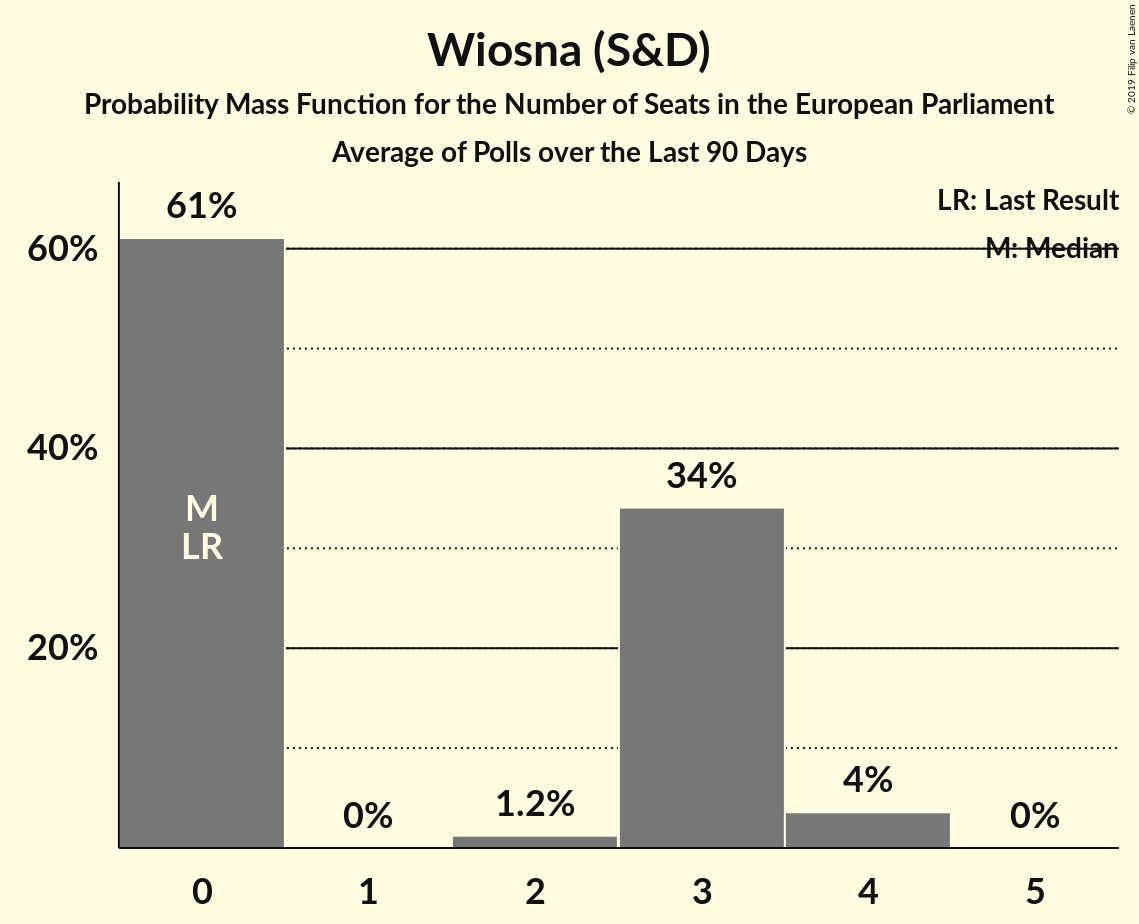 Wiosna (S&D)
Probability Mass Function for the Number of Seats in the European Parliament
Average of Polls over the Last 90 Days
© 2019 Filip van Laenen
LR: Last Result
M: Median
61%
60%
40%
34%
M
LR
20%
4%
1.2%
0%
0%
0 1 2 3 4 5